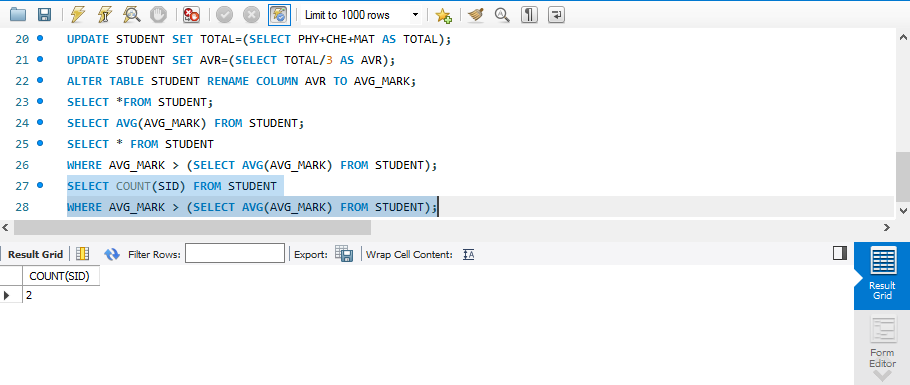 Limit to 1000 rows
20 UPDATE STUDENT SET TOTAL=(SELECT PHY+CHE+MAT AS TOTAL);
21 UPDATE STUDENT SET AVR=(SELECT TOTAL/3 AS AVR);
22 ALTER TABLE STUDENT RENAME COLUMN AVR TO AVG_MARK;
23 SELECT *FROM STUDENT;
24 SELECT AVG(AVG_MARK) FROM STUDENT;
25 SELECT * FROM STUDENT
26 WHERE AVG_MARK > (SELECT AVG(AVG_MARK) FROM STUDENT);
27 SELECT COUNT(SID) FROM STUDENT
28 WHERE AVG_MARK > (SELECT AVG(AVG_MARK) FROM STUDENT);
Result Grid Filter Rows: Export: Wrap Cell Content: IA
COUNT(SID)
2
Result
Grid
Form
Editor